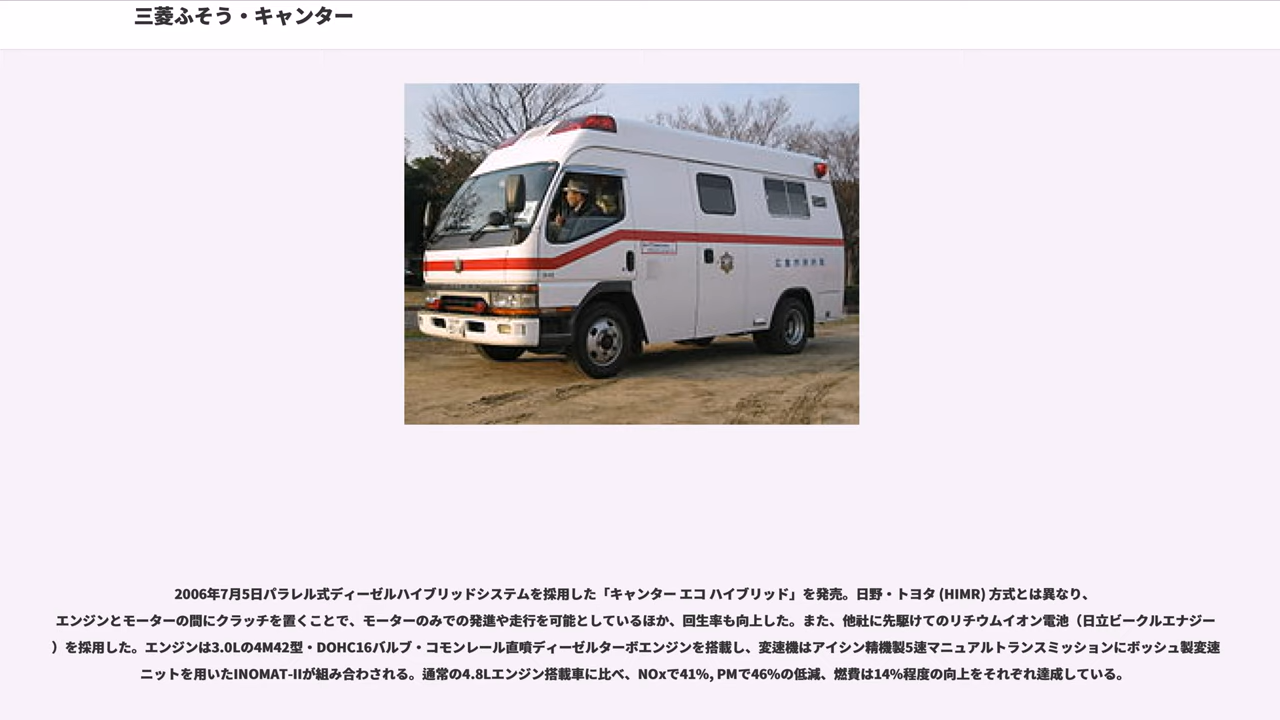 三菱ふそう・キャンター
2006年7月5日パラレル式ディーゼルハイブリッドシステムを採用した「キャンター エコ ハイブリッド」を発売。日野・トヨタ (HIMR) 方式とは異なり、
エンジンとモーターの間にクラッチを置くことで、モーターのみでの発進や走行を可能としているほか、回生率も向上した。また、他社に先駆けてのリチウムイオン電池（日立ビークルエナジー
）を採用した。エンジンは3.0Lの4M42型・DOHC16バルブ・コモンレール直噴ディーゼルターボエンジンを搭載し、変速機はアイシン精機製5速マニュアルトランスミッションにボッシュ製変速
ニットを用いたINOMAT-IIが組み合わされる。通常の4.8Lエンジン搭載車に比べ、NOxで41%, PMで46%の低減、燃費は14%程度の向上をそれぞれ達成している。